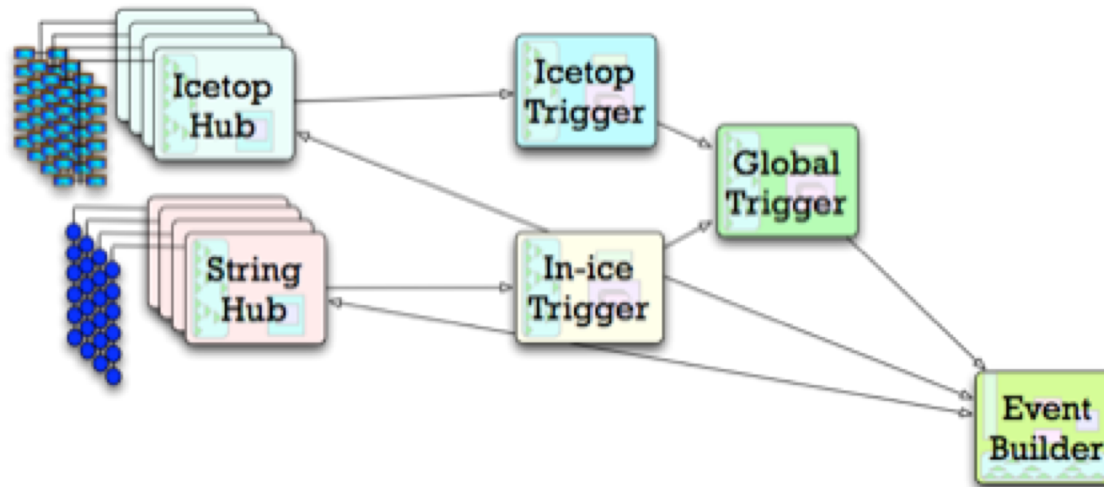 Icetop
Hub
Icetop
Trigger
Global
Trigger
String
Hub
In-ice
Trigger
Event
Builder